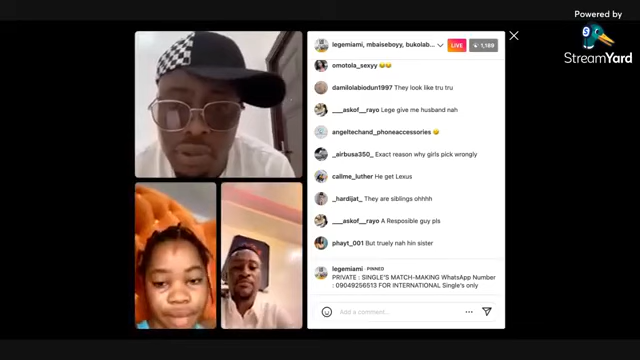 Powered by
StreamYard
legemiami, mbaiseboyy, bukolab...
LIVE
1,189
omotola_sexyy 😂😂
damilolabiodun1997 They look like tru tru
___askof_rayo Lege give me husband nah
angeltechand_phoneaccessories
_airbusa350_ Exact reason why girls pick wrongly
callme_luther He get Lexus
_hardijat_ They are siblings ohhhh
___askof_rayo A Resposible guy pls
phayt_001 But truely nah hin sister
legemiami PINNED
PRIVATE : SINGLE'S MATCH-MAKING WhatsApp Number
: 09049256513 FOR INTERNATIONAL Single's only
Add a comment...